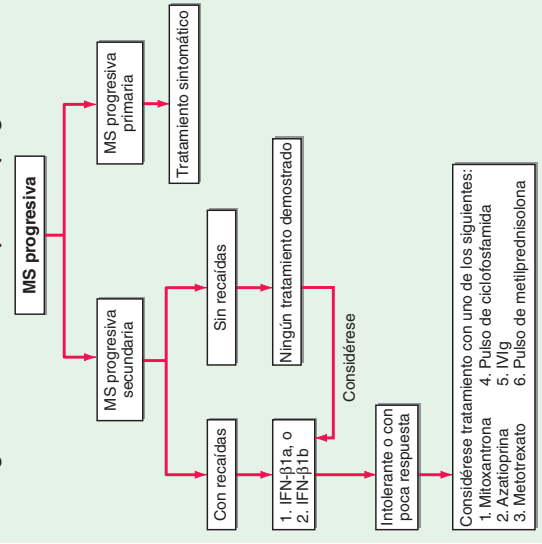 MS progresiva
MS progresiva
secundaria
MS progresiva
primaria
Con recaídas
Sin recaídas
Tratamiento sintomático
1. IFN-β1a, o
2. IFN-β1b
Ningún tratamiento demostrado
Considérese
Intolerante o con
poca respuesta
Considérese tratamiento con uno de los siguientes:
1. Mitoxantrona 4. Pulso de ciclofosfamida
2. Azatioprina 5. IVIg
3. Metotrexato 6. Pulso de metilprednisolona